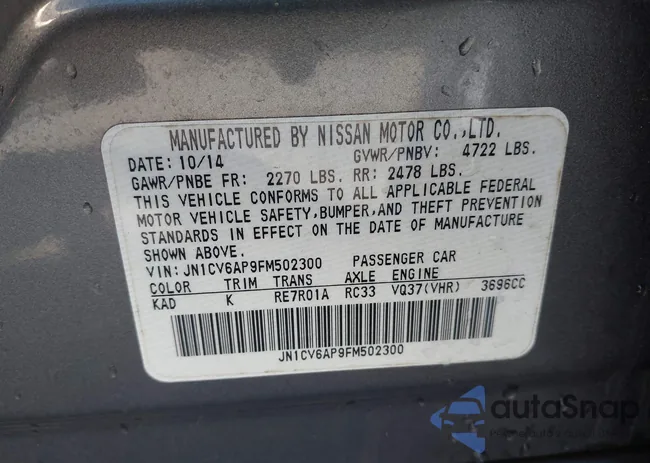 MANUFACTURED BY NISSAN MOTOR CO.,LTD.
DATE: 10/14 GVWR/PNBV: 4722 LBS.
GAWR/PNBE FR: 2270 LBS. RR: 2478 LBS.
THIS VEHICLE CONFORMS TO ALL APPLICABLE FEDERAL
MOTOR VEHICLE SAFETY,BUMPER,AND THEFT PREVENTION
STANDARDS IN EFFECT ON THE DATE OF MANUFACTURE
SHOWN ABOVE.
VIN: JN1CV6AP9FM502300 PASSENGER CAR
COLOR TRIM TRANS AXLE ENGINE
KAD K RE7R01A RC33 VQ37(VHR) 3696CC
JN1CV6AP9FM502300
autoSnap